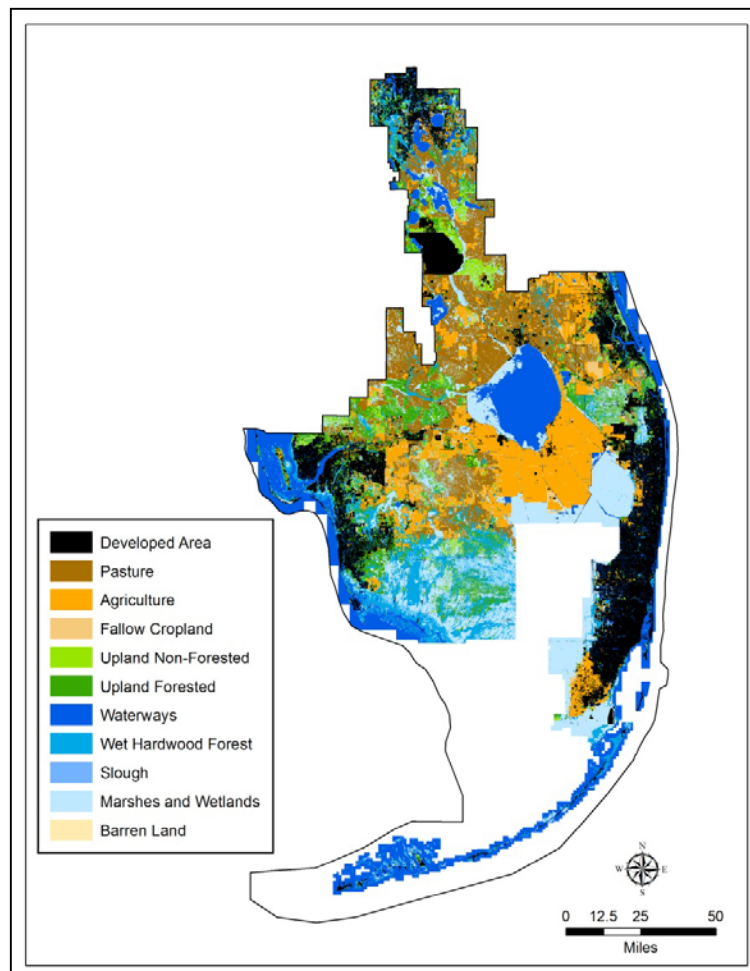 Developed Area
Pasture
Agriculture
Fallow Cropland
Upland Non-Forested
Upland Forested
Waterways
Wet Hardwood Forest
Slough
Marshes and Wetlands
Barren Land
N
W E
S
0 12.5 25 50
Miles